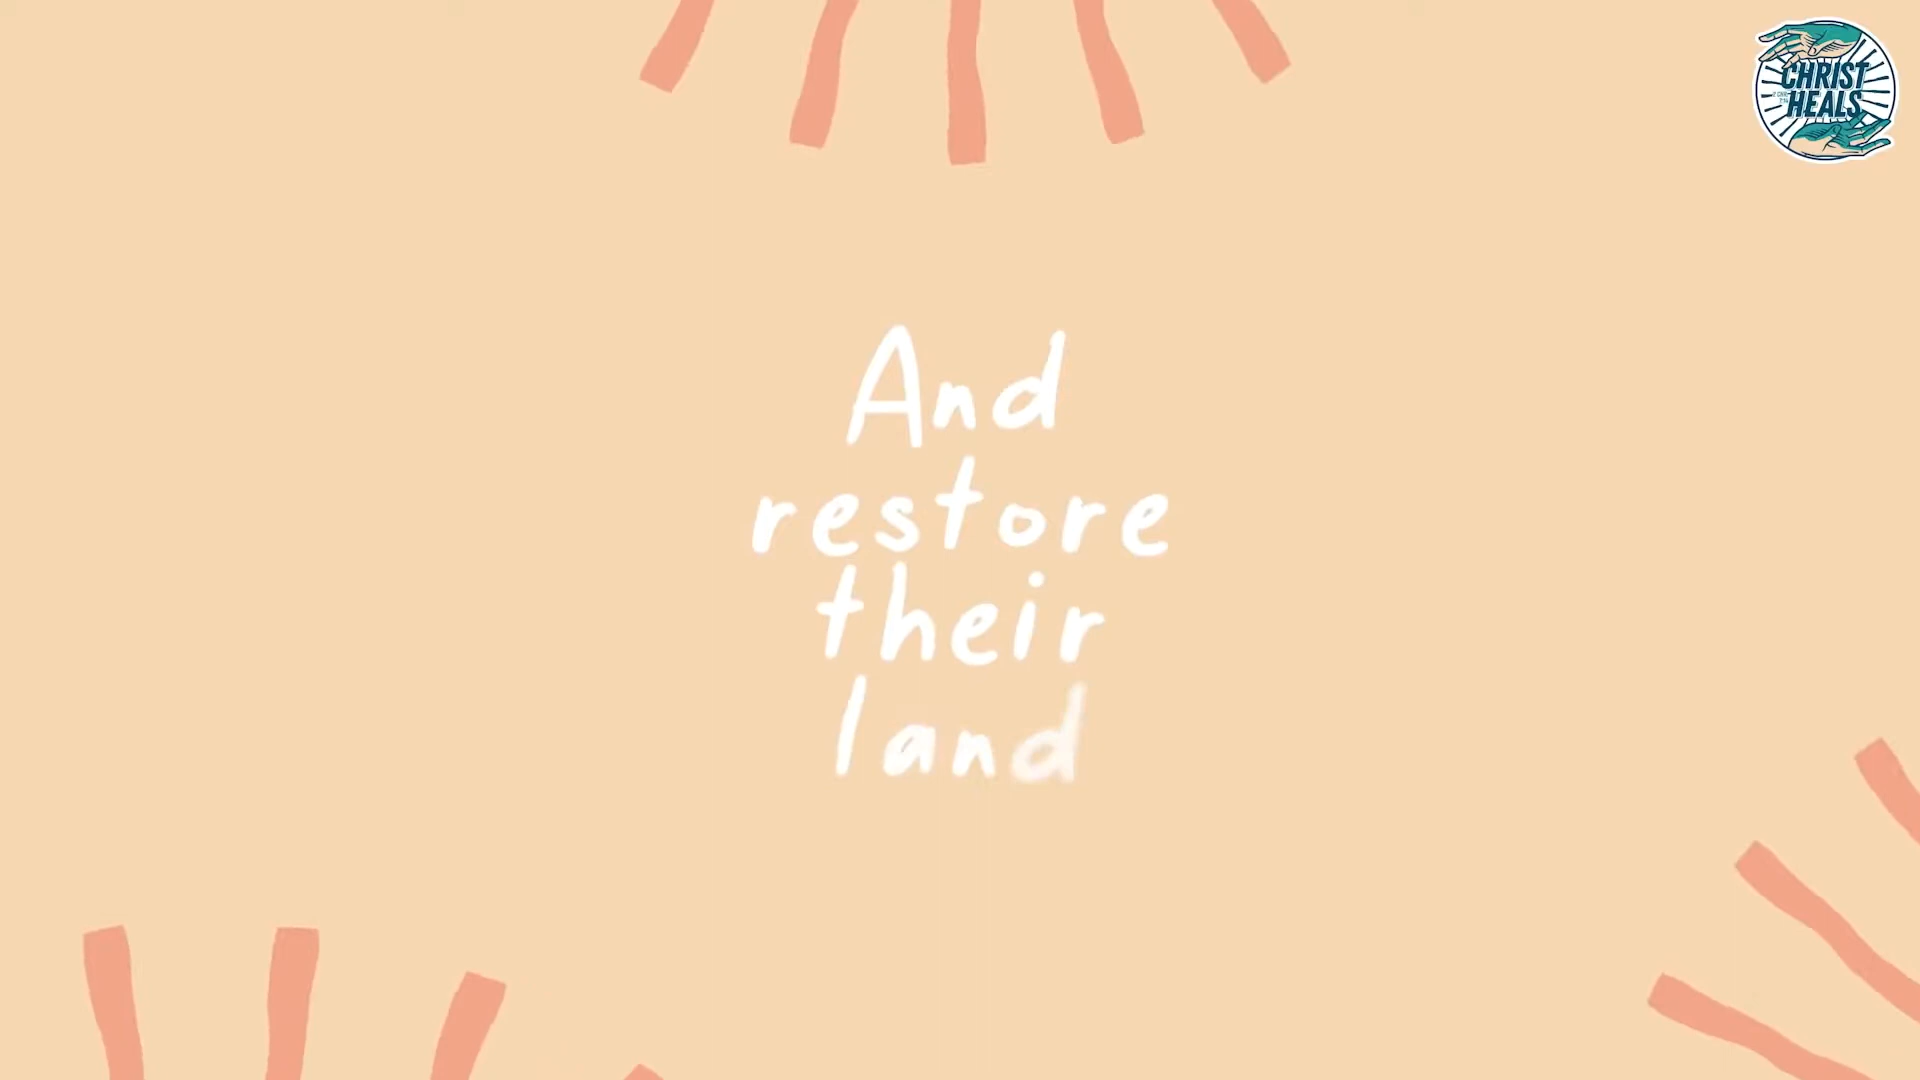 And
restore
their
land
CHRIST
HEALS